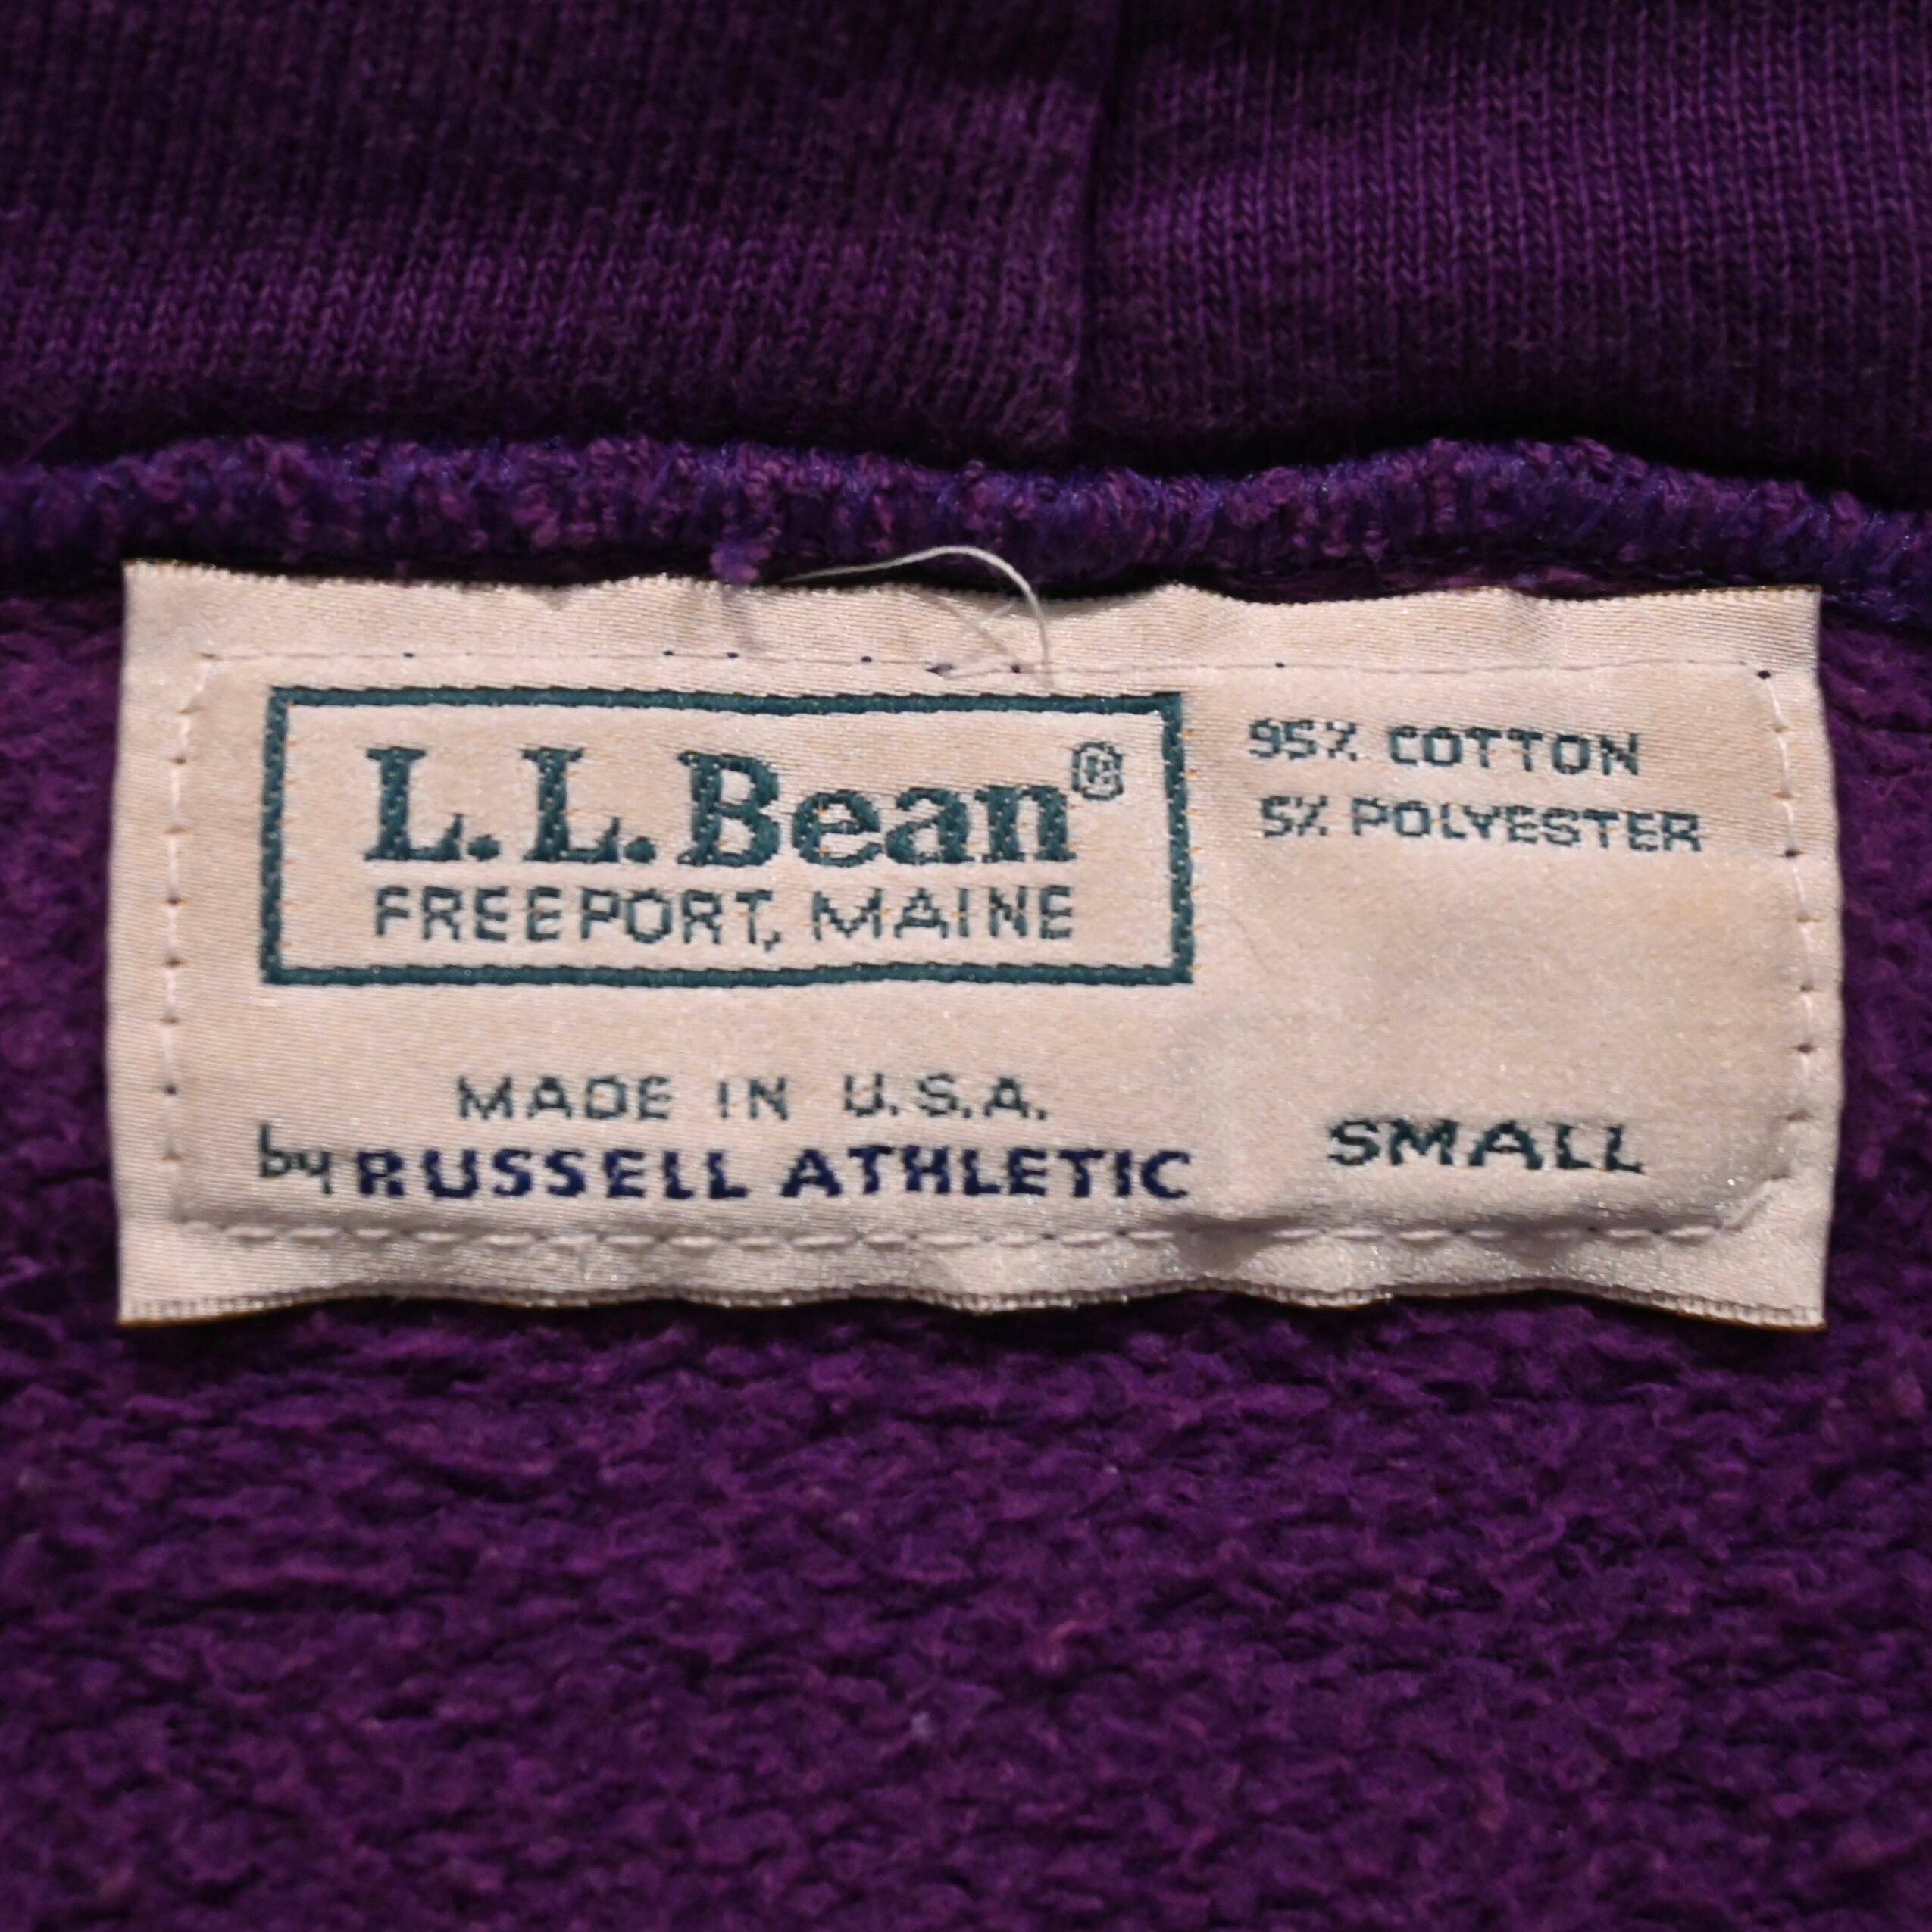 L.L.Bean®
FREEPORT, MAINE
95% COTTON
5% POLYESTER
MADE IN U.S.A.
by RUSSELL ATHLETIC
SMALL